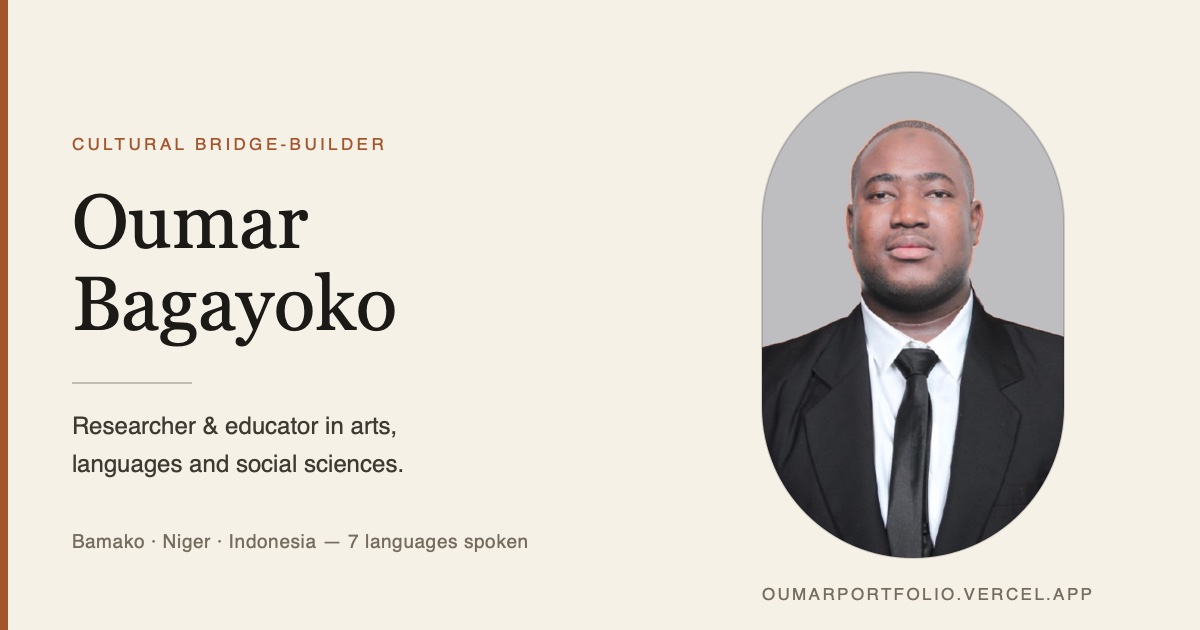 CULTURAL BRIDGE-BUILDER
Oumar
Bagayoko
Researcher & educator in arts,
languages and social sciences.
Bamako · Niger · Indonesia — 7 languages spoken
OUMARPORTFOLIO.VERCEL.APP